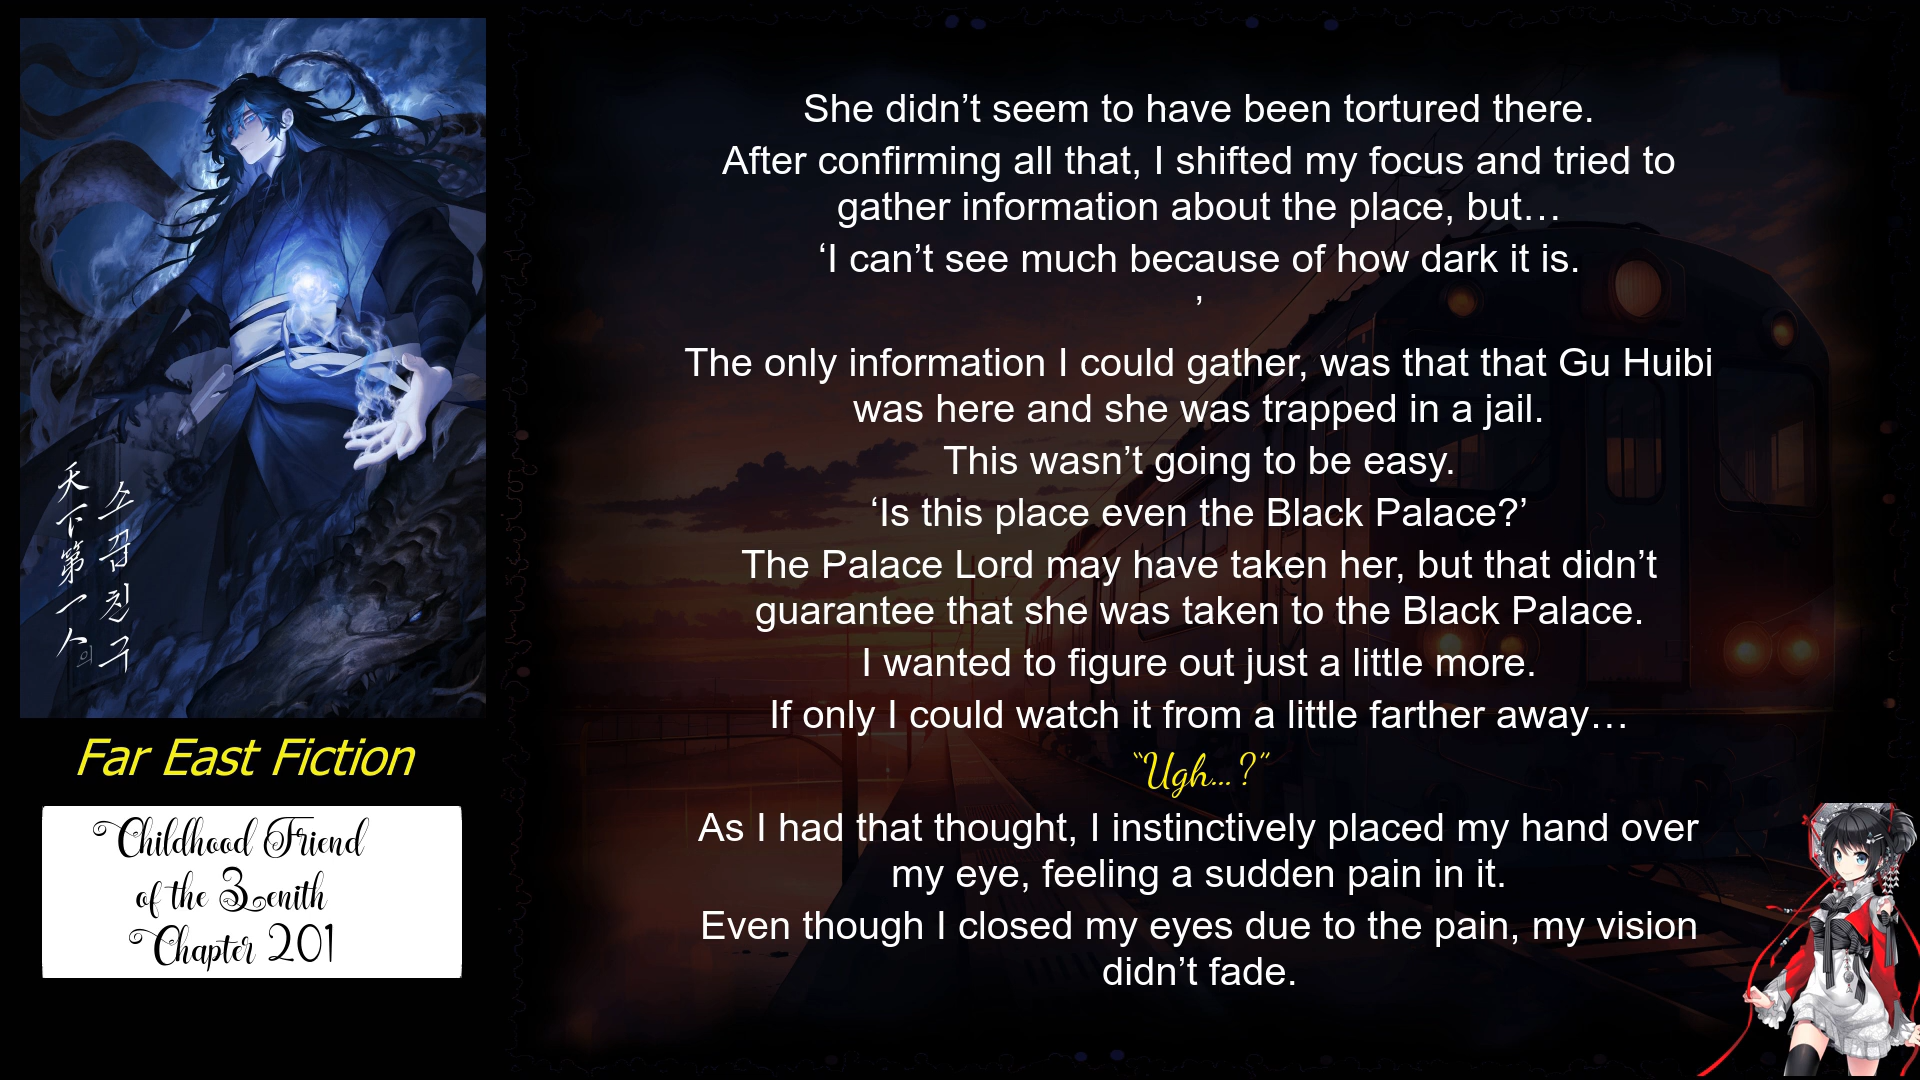 She didn’t seem to have been tortured there.
After confirming all that, I shifted my focus and tried to
gather information about the place, but…
‘I can’t see much because of how dark it is.
’
The only information I could gather, was that that Gu Huibi
was here and she was trapped in a jail.
This wasn’t going to be easy.
‘Is this place even the Black Palace?’
The Palace Lord may have taken her, but that didn’t
guarantee that she was taken to the Black Palace.
I wanted to figure out just a little more.
If only I could watch it from a little farther away…
“Ugh…?”
As I had that thought, I instinctively placed my hand over
my eye, feeling a sudden pain in it.
Even though I closed my eyes due to the pain, my vision
didn’t fade.
天下第一人의
소꿉친구
Far East Fiction
Childhood Friend
of the Zenith
Chapter 201